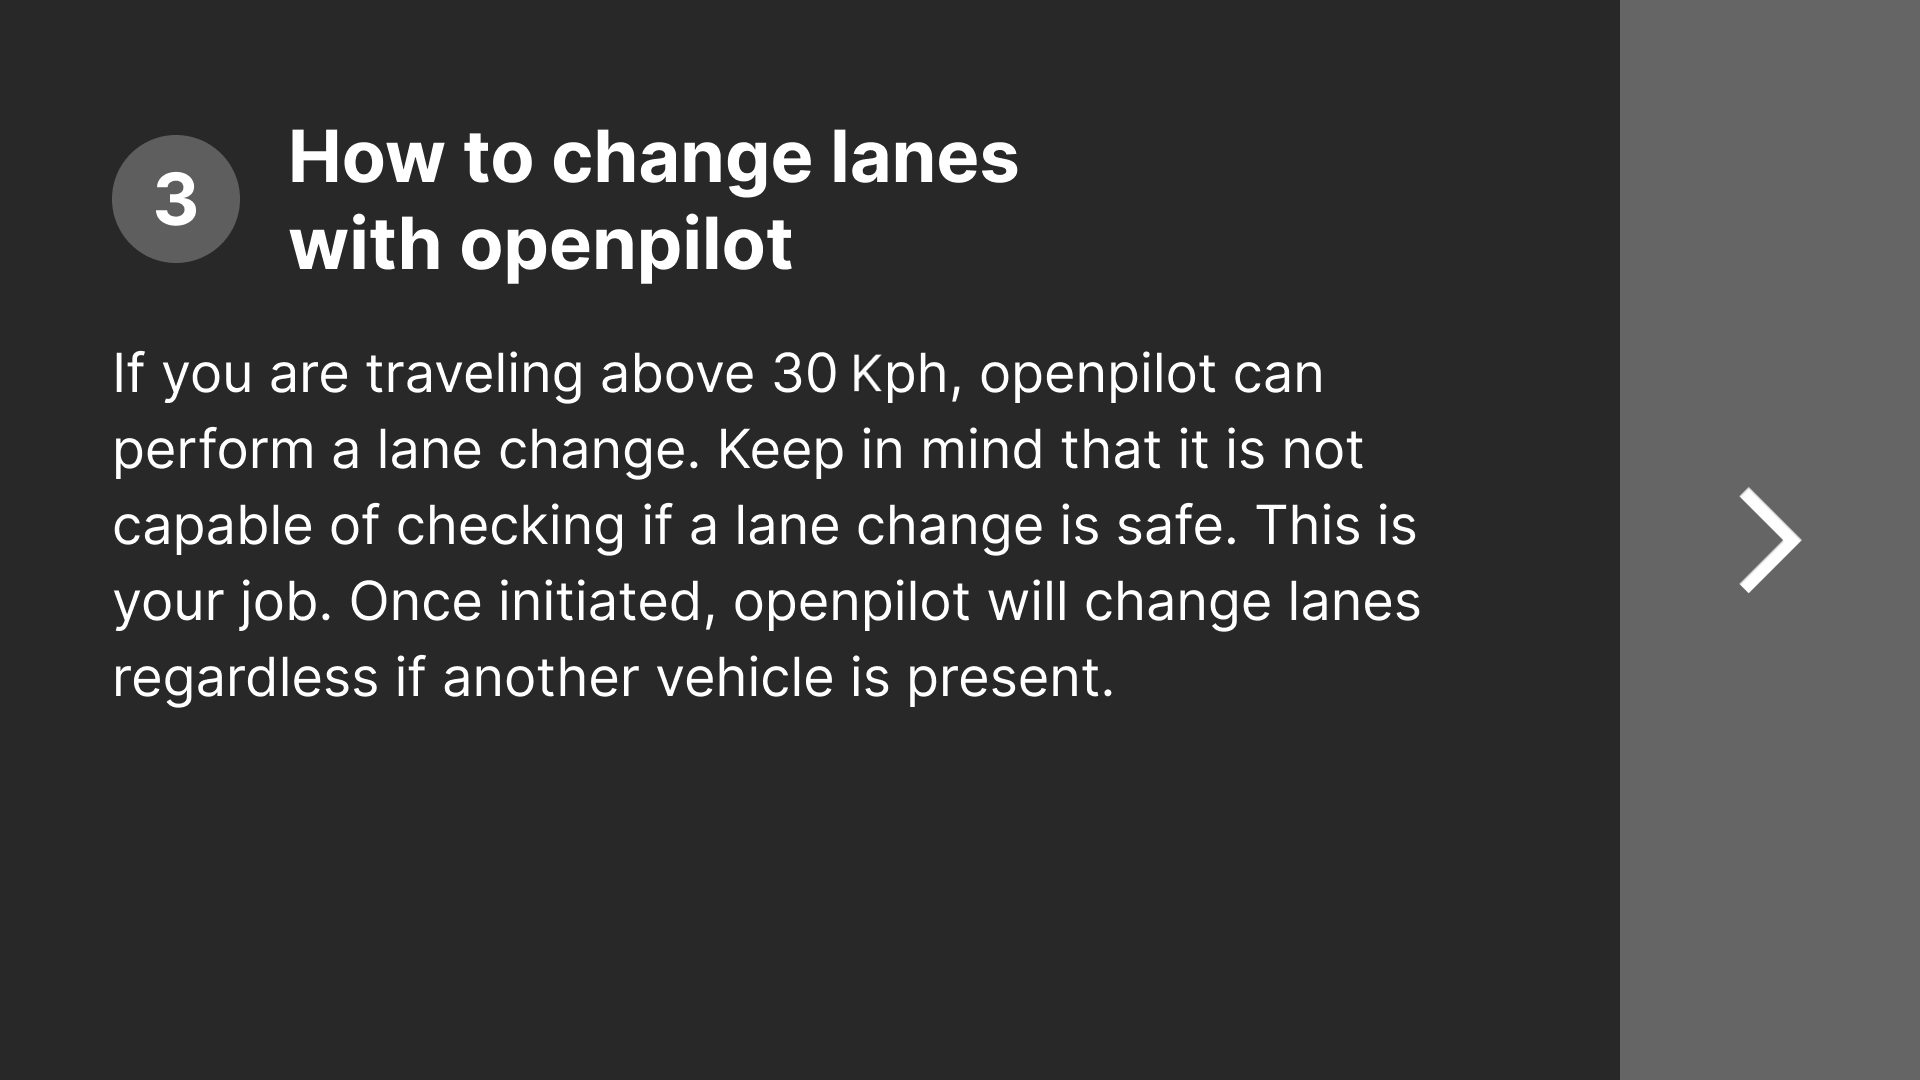 3
How to change lanes
with openpilot
If you are traveling above 30 Kph, openpilot can
perform a lane change. Keep in mind that it is not
capable of checking if a lane change is safe. This is
your job. Once initiated, openpilot will change lanes
regardless if another vehicle is present.